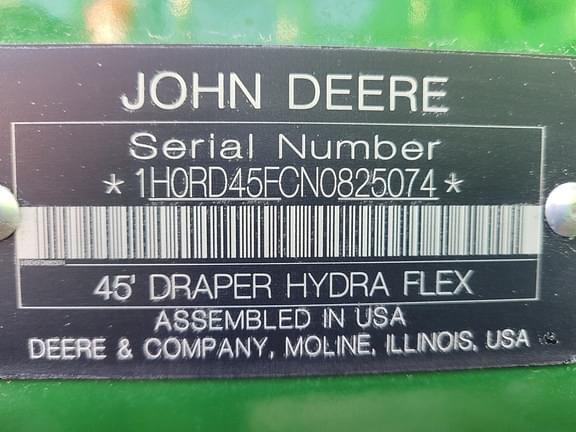 JOHN DEERE
Serial Number
*1H0RD45FCN0825074*
45' DRAPER HYDRA FLEX
ASSEMBLED IN USA
DEERE & COMPANY, MOLINE, ILLINOIS, USA